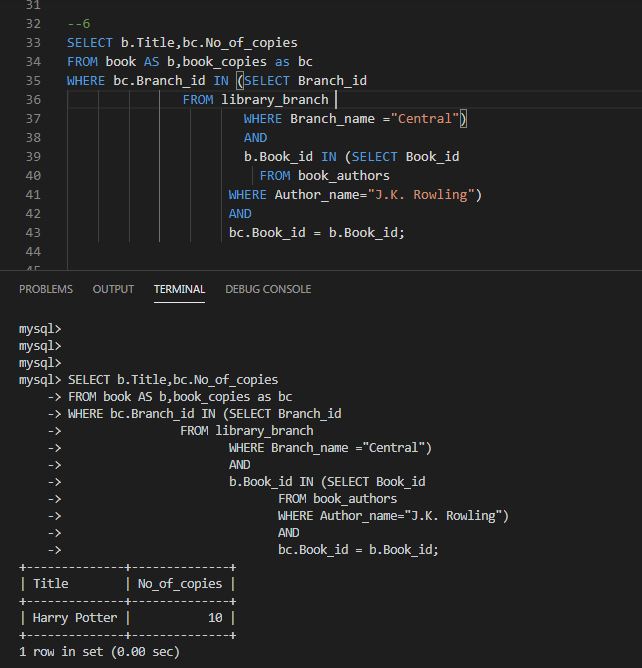 31
32 --6
33 SELECT b.Title,bc.No_of_copies
34 FROM book AS b,book_copies as bc
35 WHERE bc.Branch_id IN (SELECT Branch_id
36 FROM library_branch
37 WHERE Branch_name ="Central")
38 AND
39 b.Book_id IN (SELECT Book_id
40 FROM book_authors
41 WHERE Author_name="J.K. Rowling")
42 AND
43 bc.Book_id = b.Book_id;
44
45
PROBLEMS OUTPUT TERMINAL DEBUG CONSOLE
mysql>
mysql>
mysql>
mysql> SELECT b.Title,bc.No_of_copies
-> FROM book AS b,book_copies as bc
-> WHERE bc.Branch_id IN (SELECT Branch_id
-> FROM library_branch
-> WHERE Branch_name ="Central")
-> AND
-> b.Book_id IN (SELECT Book_id
-> FROM book_authors
-> WHERE Author_name="J.K. Rowling")
-> AND
-> bc.Book_id = b.Book_id;
+--------------+--------------+
| Title | No_of_copies |
+--------------+--------------+
| Harry Potter | 10 |
+--------------+--------------+
1 row in set (0.00 sec)